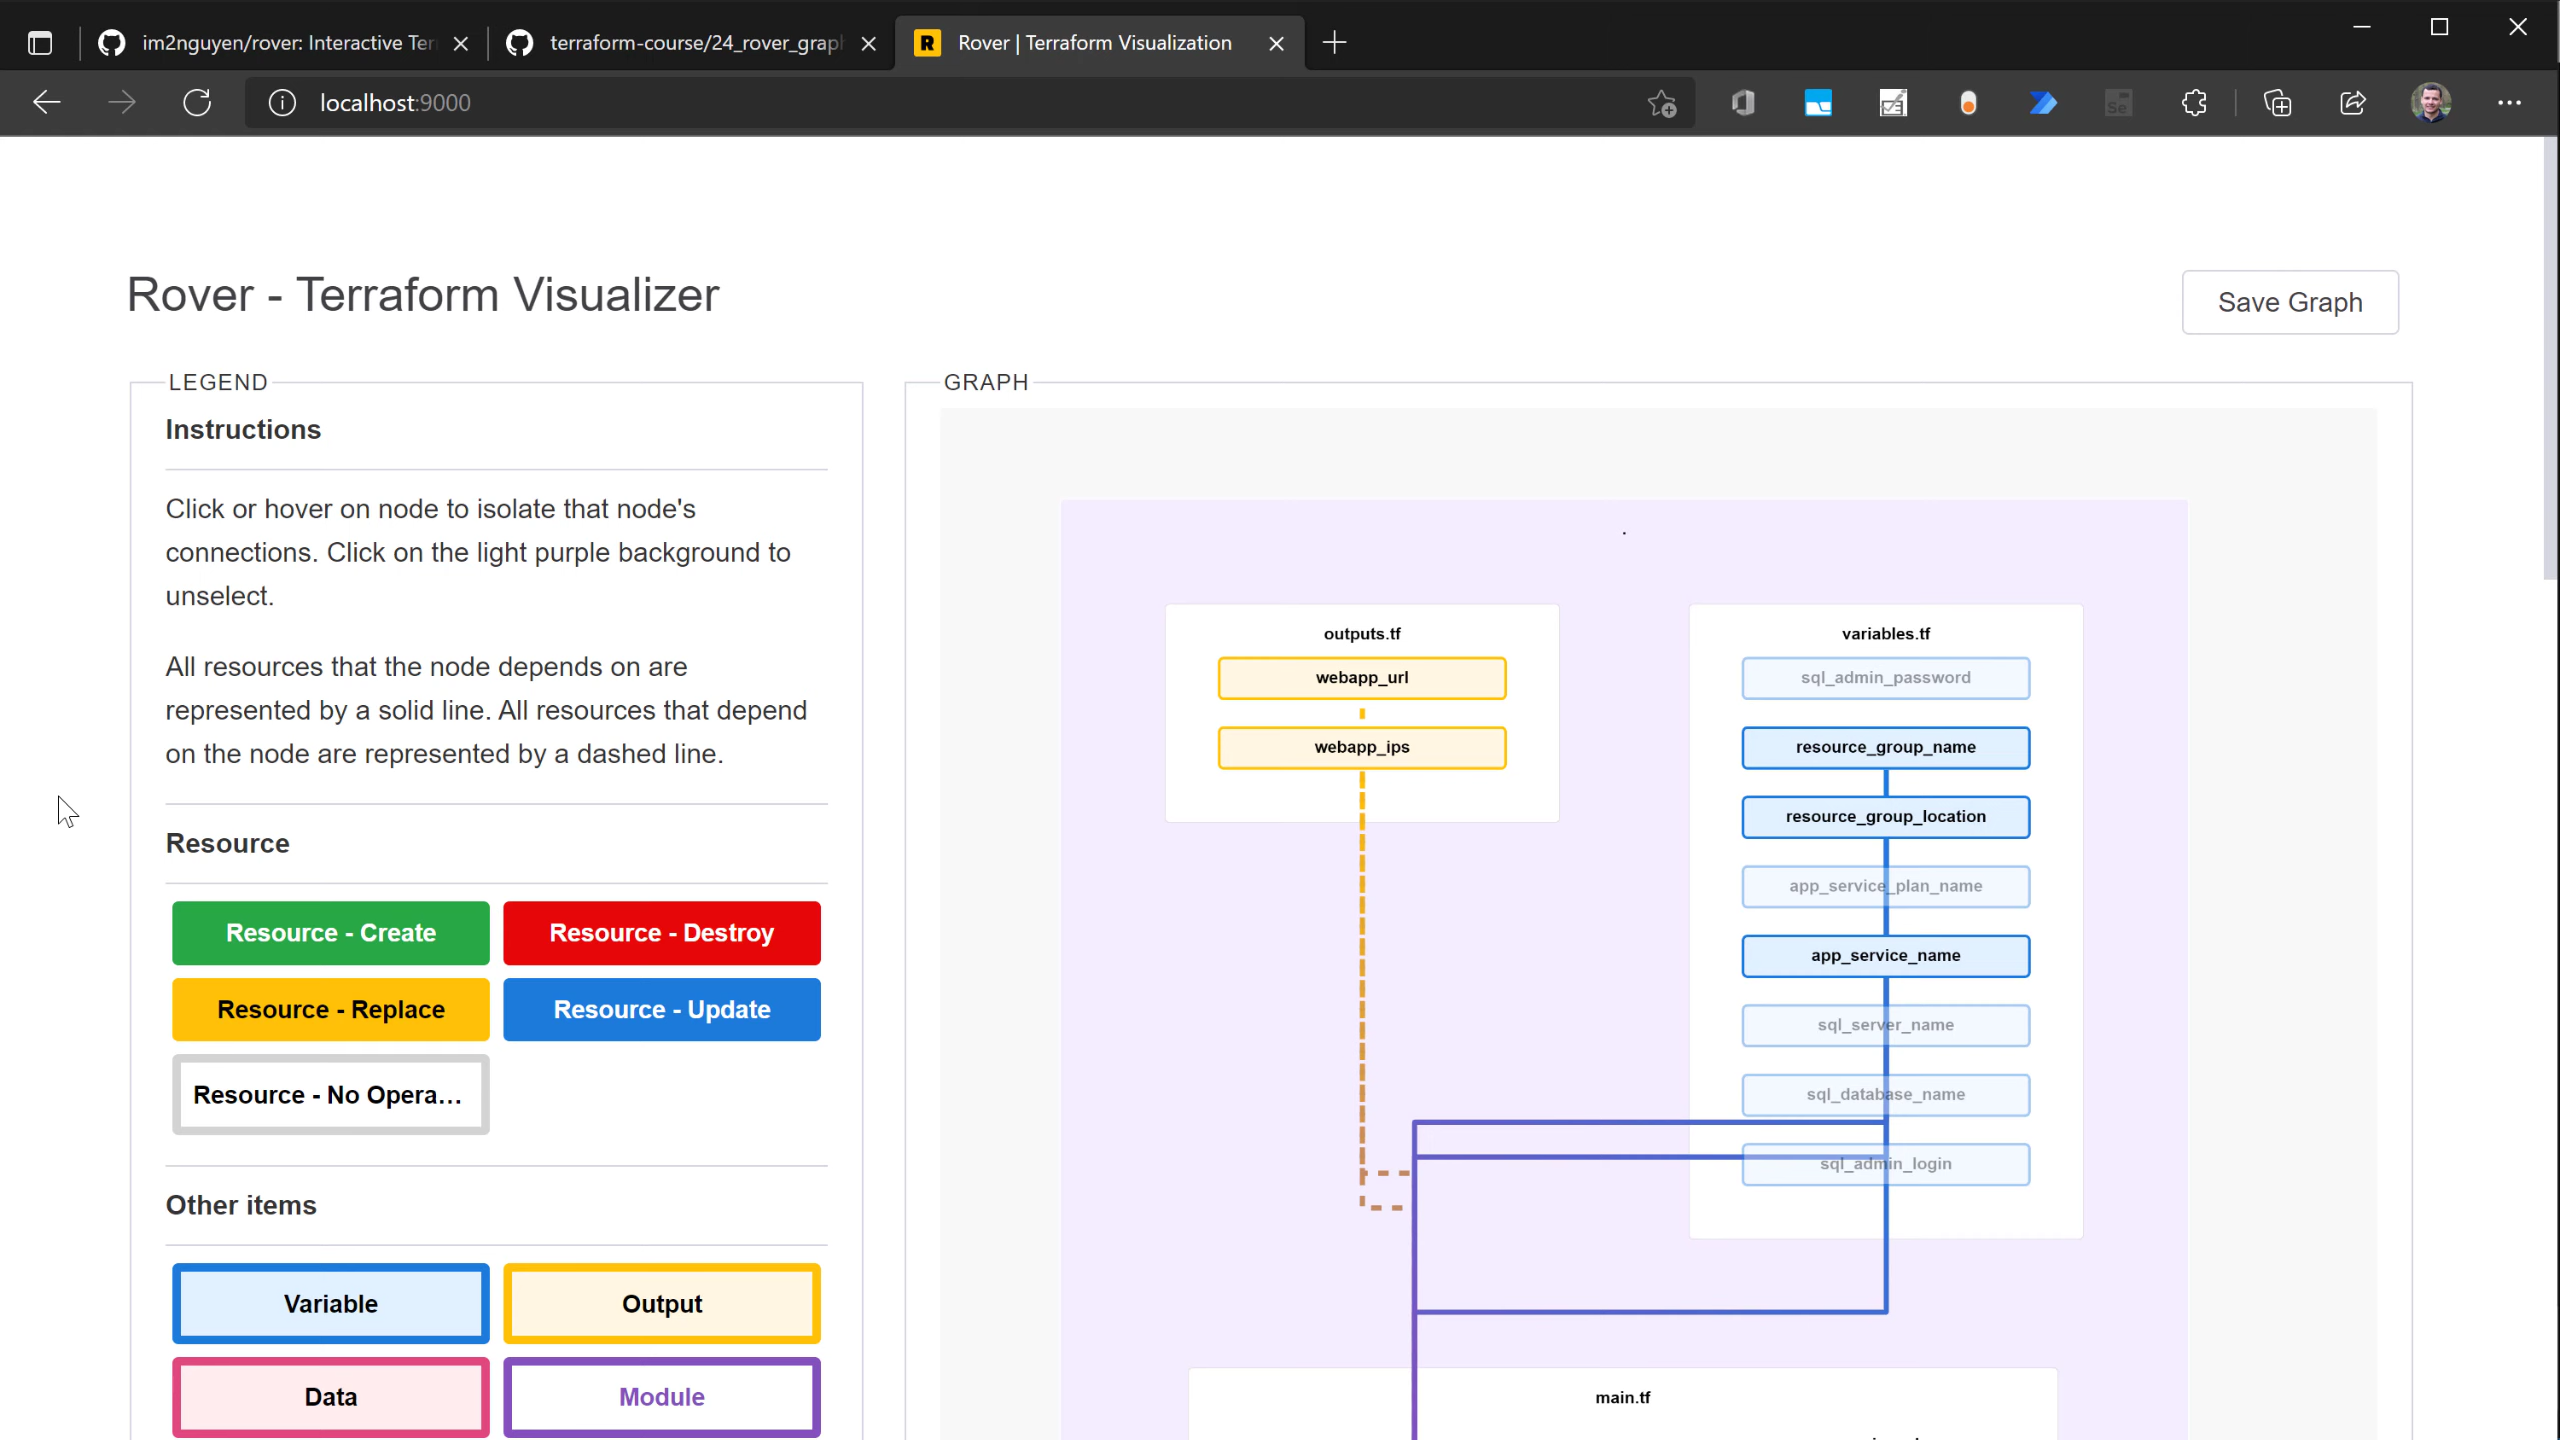 im2nguyen/rover: Interactive Ter
terraform-course/24_rover_grap
Rover | Terraform Visualization
localhost:9000
Rover - Terraform Visualizer
Save Graph
LEGEND
GRAPH
Instructions
Click or hover on node to isolate that node's
connections. Click on the light purple background to
unselect.
All resources that the node depends on are
represented by a solid line. All resources that depend
on the node are represented by a dashed line.
Resource
Resource - Create
Resource - Destroy
Resource - Replace
Resource - Update
Resource - No Opera…
Other items
Variable
Output
Data
Module
outputs.tf
webapp_url
webapp_ips
variables.tf
sql_admin_password
resource_group_name
resource_group_location
app_service_plan_name
app_service_name
sql_server_name
sql_database_name
sql_admin_login
main.tf